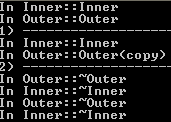 In Inner::Inner
In Outer::Outer
1) --------------------
In Inner::Inner
In Outer::Outer(copy)
2) --------------------
In Outer::~Outer
In Inner::~Inner
In Outer::~Outer
In Inner::~Inner